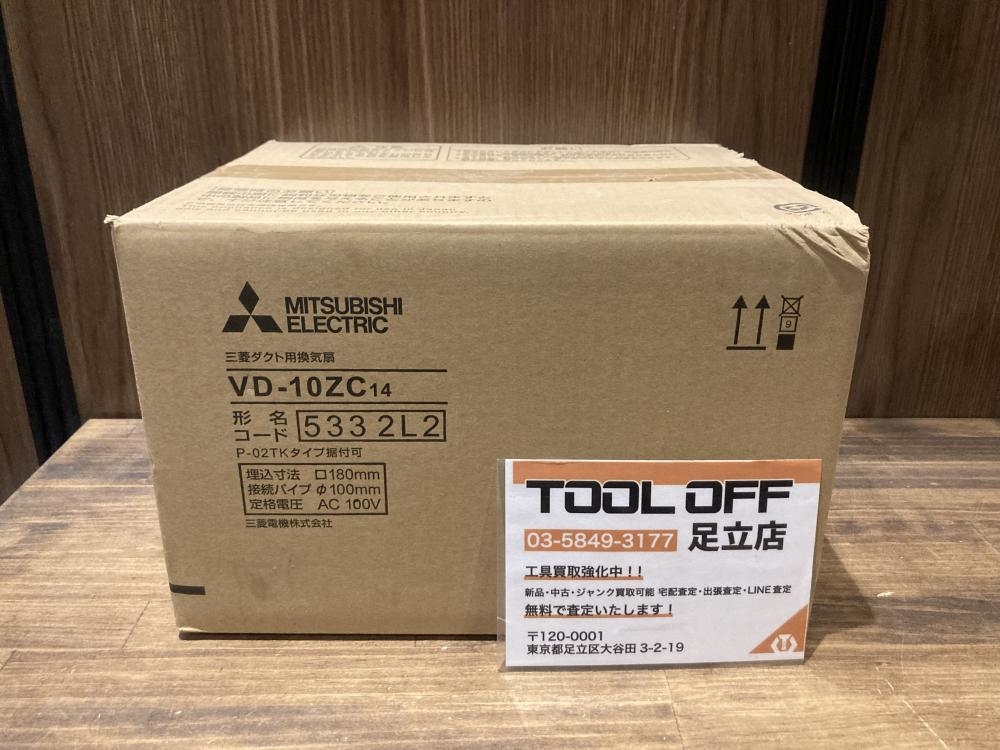 MITSUBISHI
ELECTRIC
三菱ダクト用換気扇
VD-10ZC14
形名
コード 5332L2
P-02TKタイプ据付可
埋込寸法 □180mm
接続パイプ φ100mm
定格電圧 AC 100V
三菱電機株式会社
9
TOOL OFF
03-5849-3177 足立店
工具買取強化中!!
新品・中古・ジャンク買取可能 宅配査定・出張査定・LINE査定
無料で査定いたします!
〒120-0001
東京都足立区大谷田 3-2-19